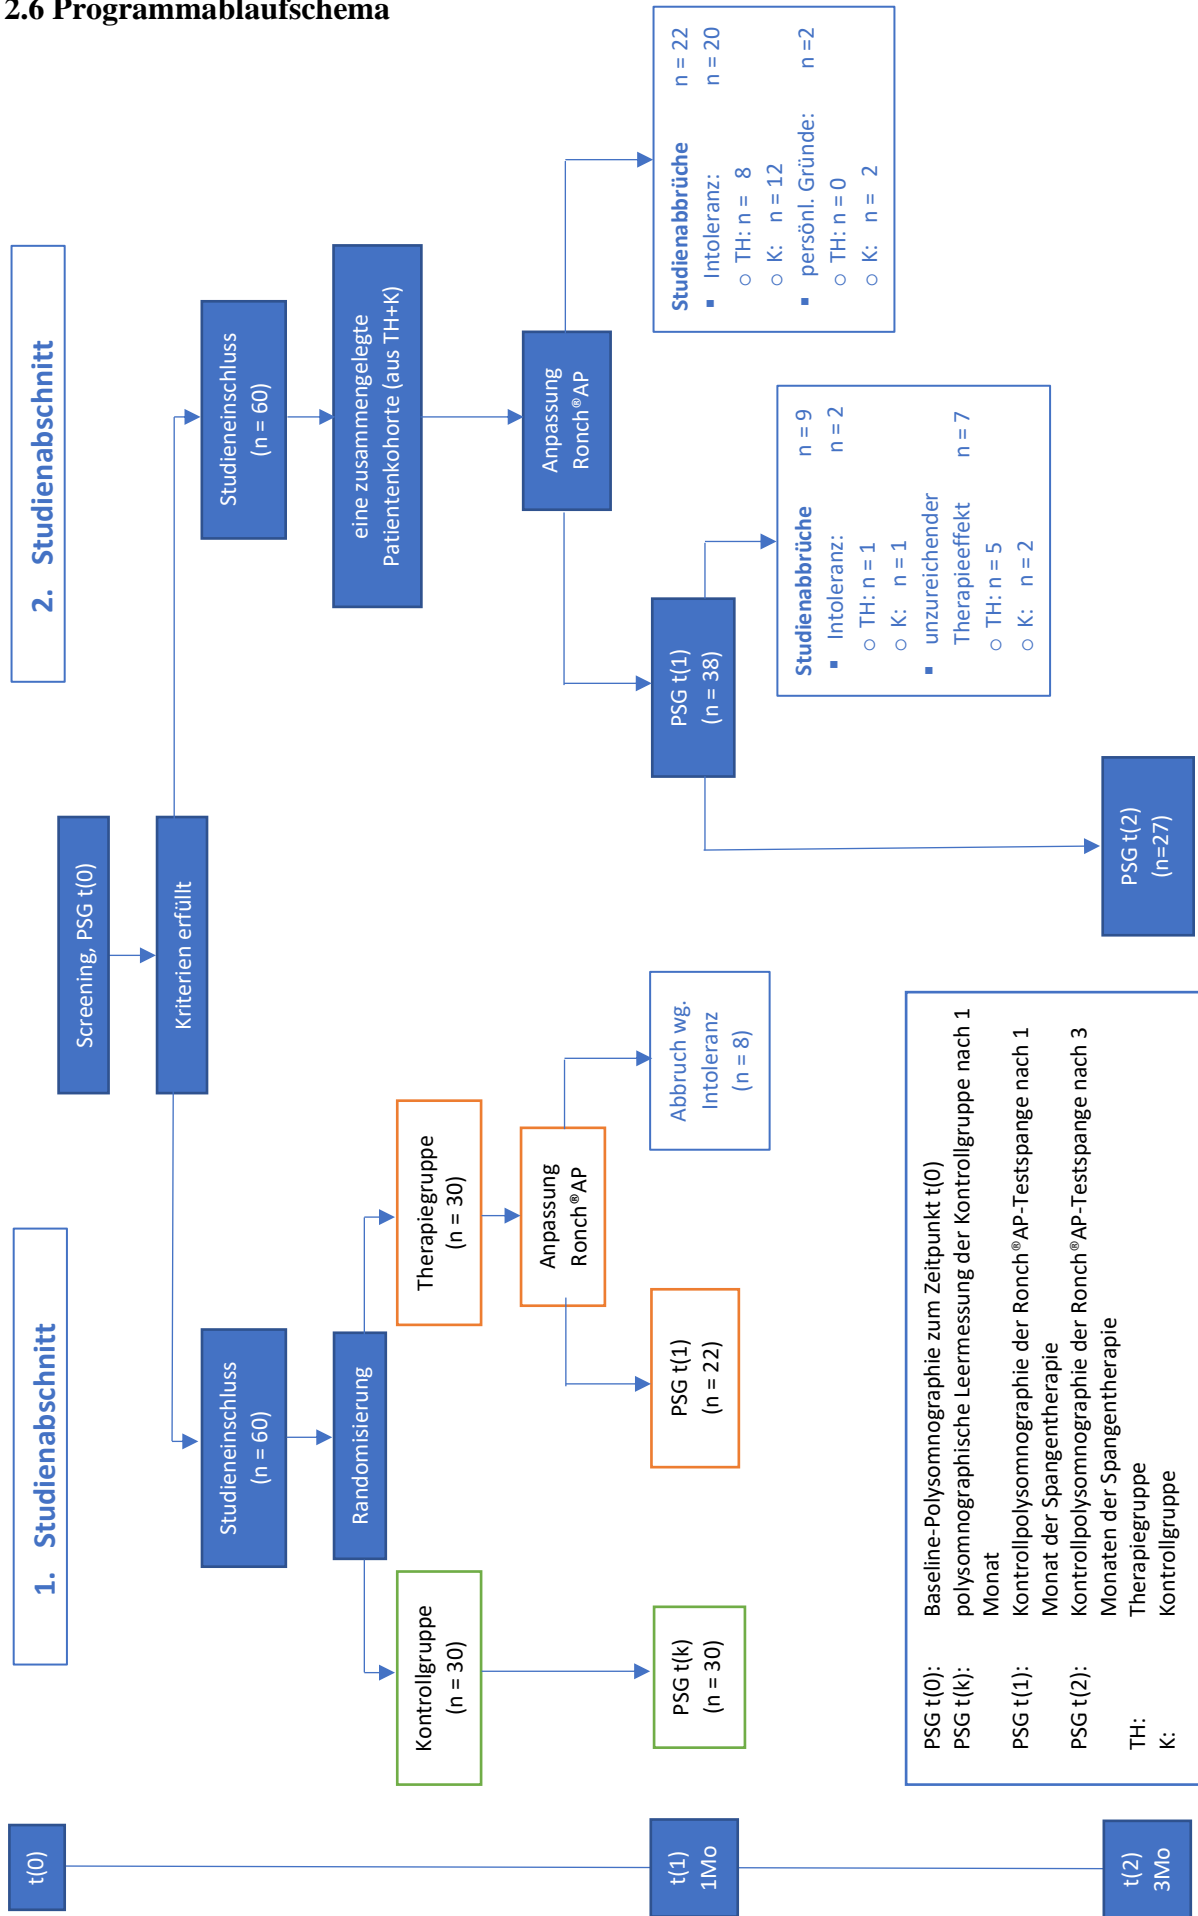 2.6 Programmablaufschema
t(0)
t(1)
1Mo
t(2)
3Mo
1. Studienabschnitt
2. Studienabschnitt
Screening, PSG t(0)
Kriterien erfüllt
Studieneinschluss
(n = 60)
Randomisierung
Kontrollgruppe
(n = 30)
PSG t(k)
(n = 30)
Therapiegruppe
(n = 30)
Anpassung
Ronch®AP
PSG t(1)
(n = 22)
Abbruch wg.
Intoleranz
(n = 8)
Studieneinschluss
(n = 60)
eine zusammengelegte
Patientenkohorte (aus TH+K)
Anpassung
Ronch®AP
PSG t(1)
(n = 38)
Studienabbrüche n = 22
▪ Intoleranz: n = 20
○ TH: n = 8
○ K: n = 12
▪ persönl. Gründe: n =2
○ TH: n = 0
○ K: n = 2
Studienabbrüche n = 9
▪ Intoleranz: n = 2
○ TH: n = 1
○ K: n = 1
▪ unzureichender
Therapieeffekt n = 7
○ TH: n = 5
○ K: n = 2
PSG t(2)
(n=27)
PSG t(0): Baseline-Polysomnographie zum Zeitpunkt t(0)
PSG t(k): polysomnographische Leermessung der Kontrollgruppe nach 1
Monat
PSG t(1): Kontrollpolysomnographie der Ronch®AP-Testspange nach 1
Monat der Spangentherapie
PSG t(2): Kontrollpolysomnographie der Ronch®AP-Testspange nach 3
Monaten der Spangentherapie
TH: Therapiegruppe
K: Kontrollgruppe